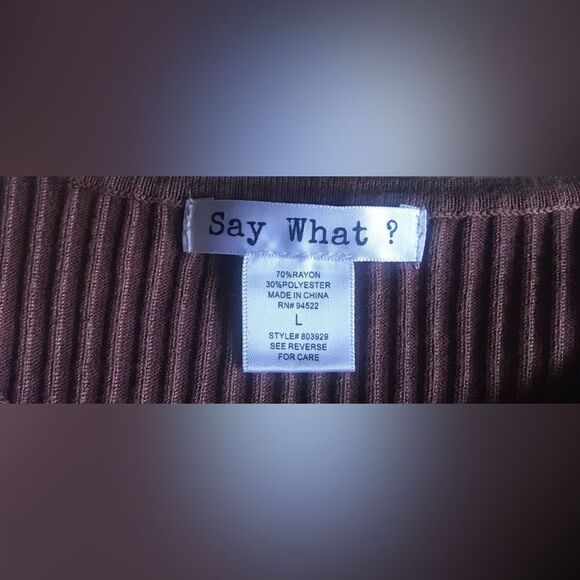 Say What ?
70%RAYON
30%POLYESTER
MADE IN CHINA
RN# 94522
L
STYLE# 803929
SEE REVERSE
FOR CARE